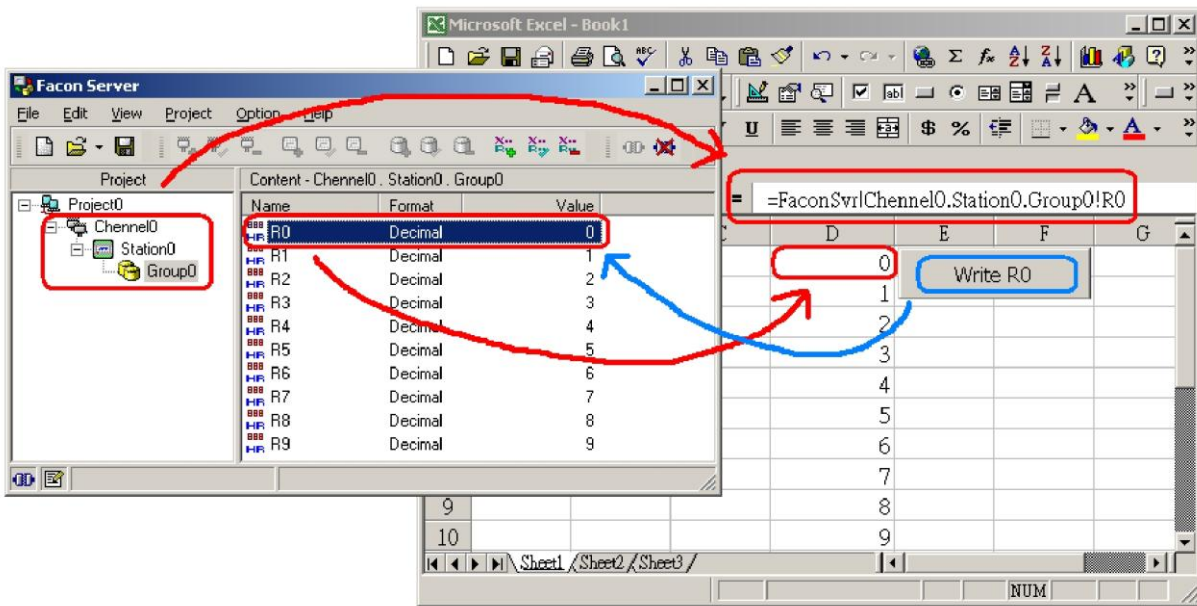 Microsoft Excel - Book1
Facon Server
File Edit View Project Option Help
Project
Content - Chennel0 . Station0 . Group0
Project0
Chennel0
Station0
Group0
Name Format Value
R0 Decimal 0
R1 Decimal 1
R2 Decimal 2
R3 Decimal 3
R4 Decimal 4
R5 Decimal 5
R6 Decimal 6
R7 Decimal 7
R8 Decimal 8
R9 Decimal 9
= =FaconSvr|Chennel0.Station0.Group0!R0
D E F G
0 Write R0
1
2
3
4
5
6
7
9 8
10 9
Sheet1 Sheet2 Sheet3
NUM